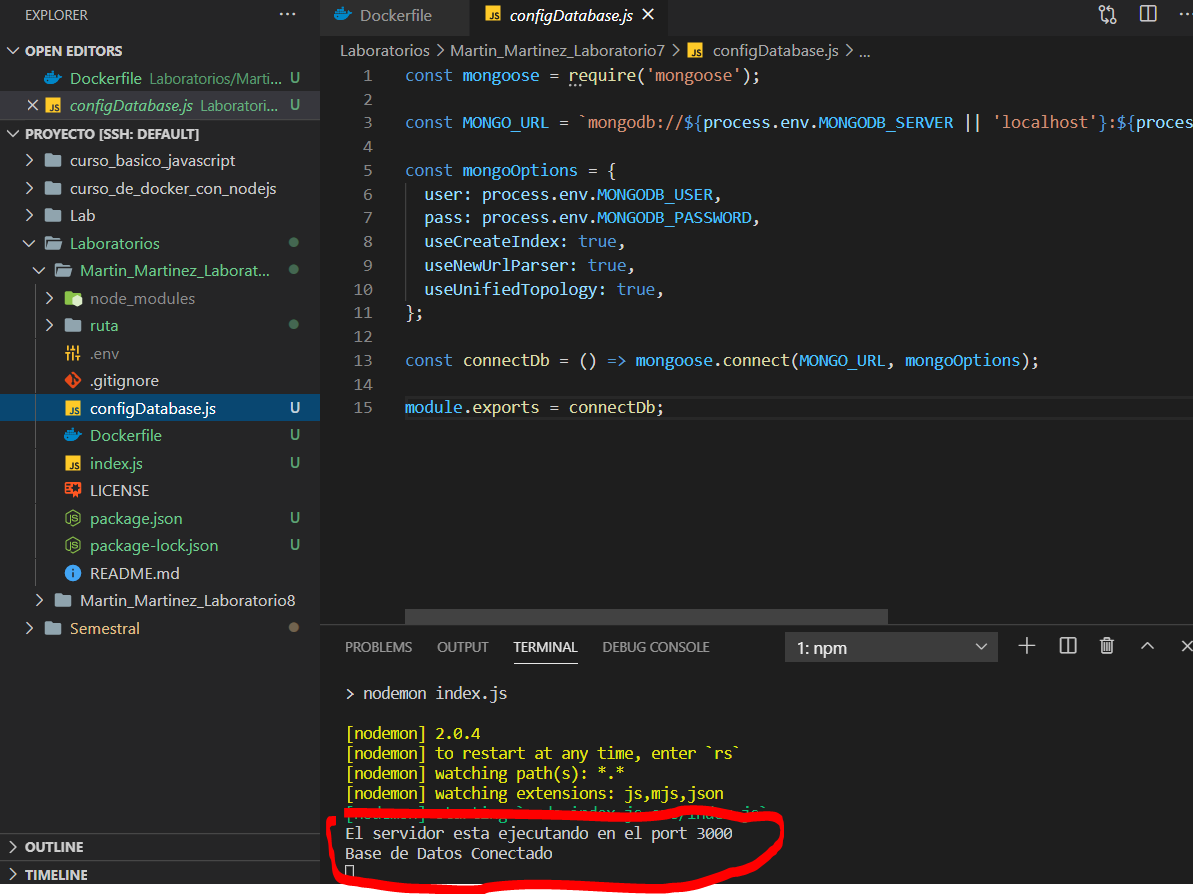 EXPLORER
OPEN EDITORS
Dockerfile Laboratorios/Marti... U
configDatabase.js Laboratori... U
PROYECTO [SSH: DEFAULT]
curso_basico_javascript
curso_de_docker_con_nodejs
Lab
Laboratorios
Martin_Martinez_Laborat...
node_modules
ruta
.env
.gitignore
configDatabase.js U
Dockerfile U
index.js U
LICENSE
package.json U
package-lock.json U
README.md
Martin_Martinez_Laboratorio8
Semestral
OUTLINE
TIMELINE
Dockerfile configDatabase.js
Laboratorios > Martin_Martinez_Laboratorio7 > JS configDatabase.js > ...
1 const mongoose = require('mongoose');
2
3 const MONGO_URL = `mongodb://${process.env.MONGODB_SERVER || 'localhost'}:${proces
4
5 const mongoOptions = {
6 user: process.env.MONGODB_USER,
7 pass: process.env.MONGODB_PASSWORD,
8 useCreateIndex: true,
9 useNewUrlParser: true,
10 useUnifiedTopology: true,
11 };
12
13 const connectDb = () => mongoose.connect(MONGO_URL, mongoOptions);
14
15 module.exports = connectDb;
PROBLEMS OUTPUT TERMINAL DEBUG CONSOLE 1: npm
> nodemon index.js
[nodemon] 2.0.4
[nodemon] to restart at any time, enter `rs`
[nodemon] watching path(s): *.*
[nodemon] watching extensions: js,mjs,json
El servidor esta ejecutando en el port 3000
Base de Datos Conectado